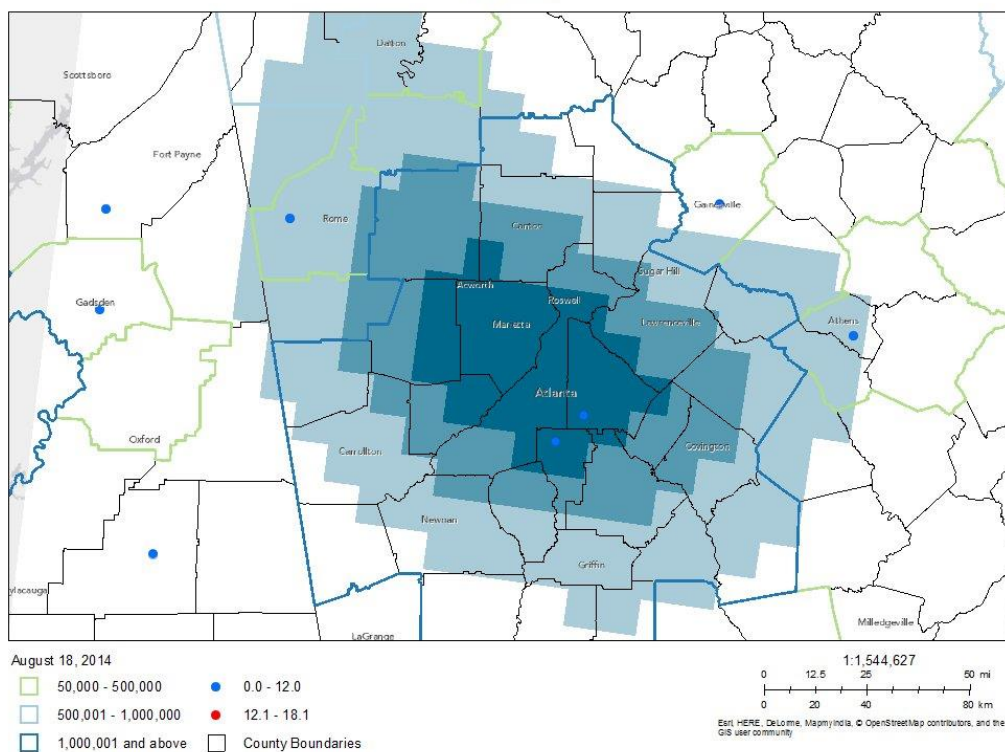 Dalton
Scottsboro
Fort Payne
Rome
Gainesville
Canton
Sugar Hill
Acworth
Roswell
Gadsden
Marietta
Lawrenceville
Athens
Atlanta
Oxford
Carrollton
Covington
Newnan
Griffin
ylacauga
LaGrange
Milledgeville
August 18, 2014
1:1,544,627
50,000 - 500,000
0.0 - 12.0
0 12.5 25 50 mi
500,001 - 1,000,000
12.1 - 18.1
0 20 40 80 km
1,000,001 and above
County Boundaries
Esri, HERE, DeLorme, MapmyIndia, © OpenStreetMap contributors, and the
GIS user community